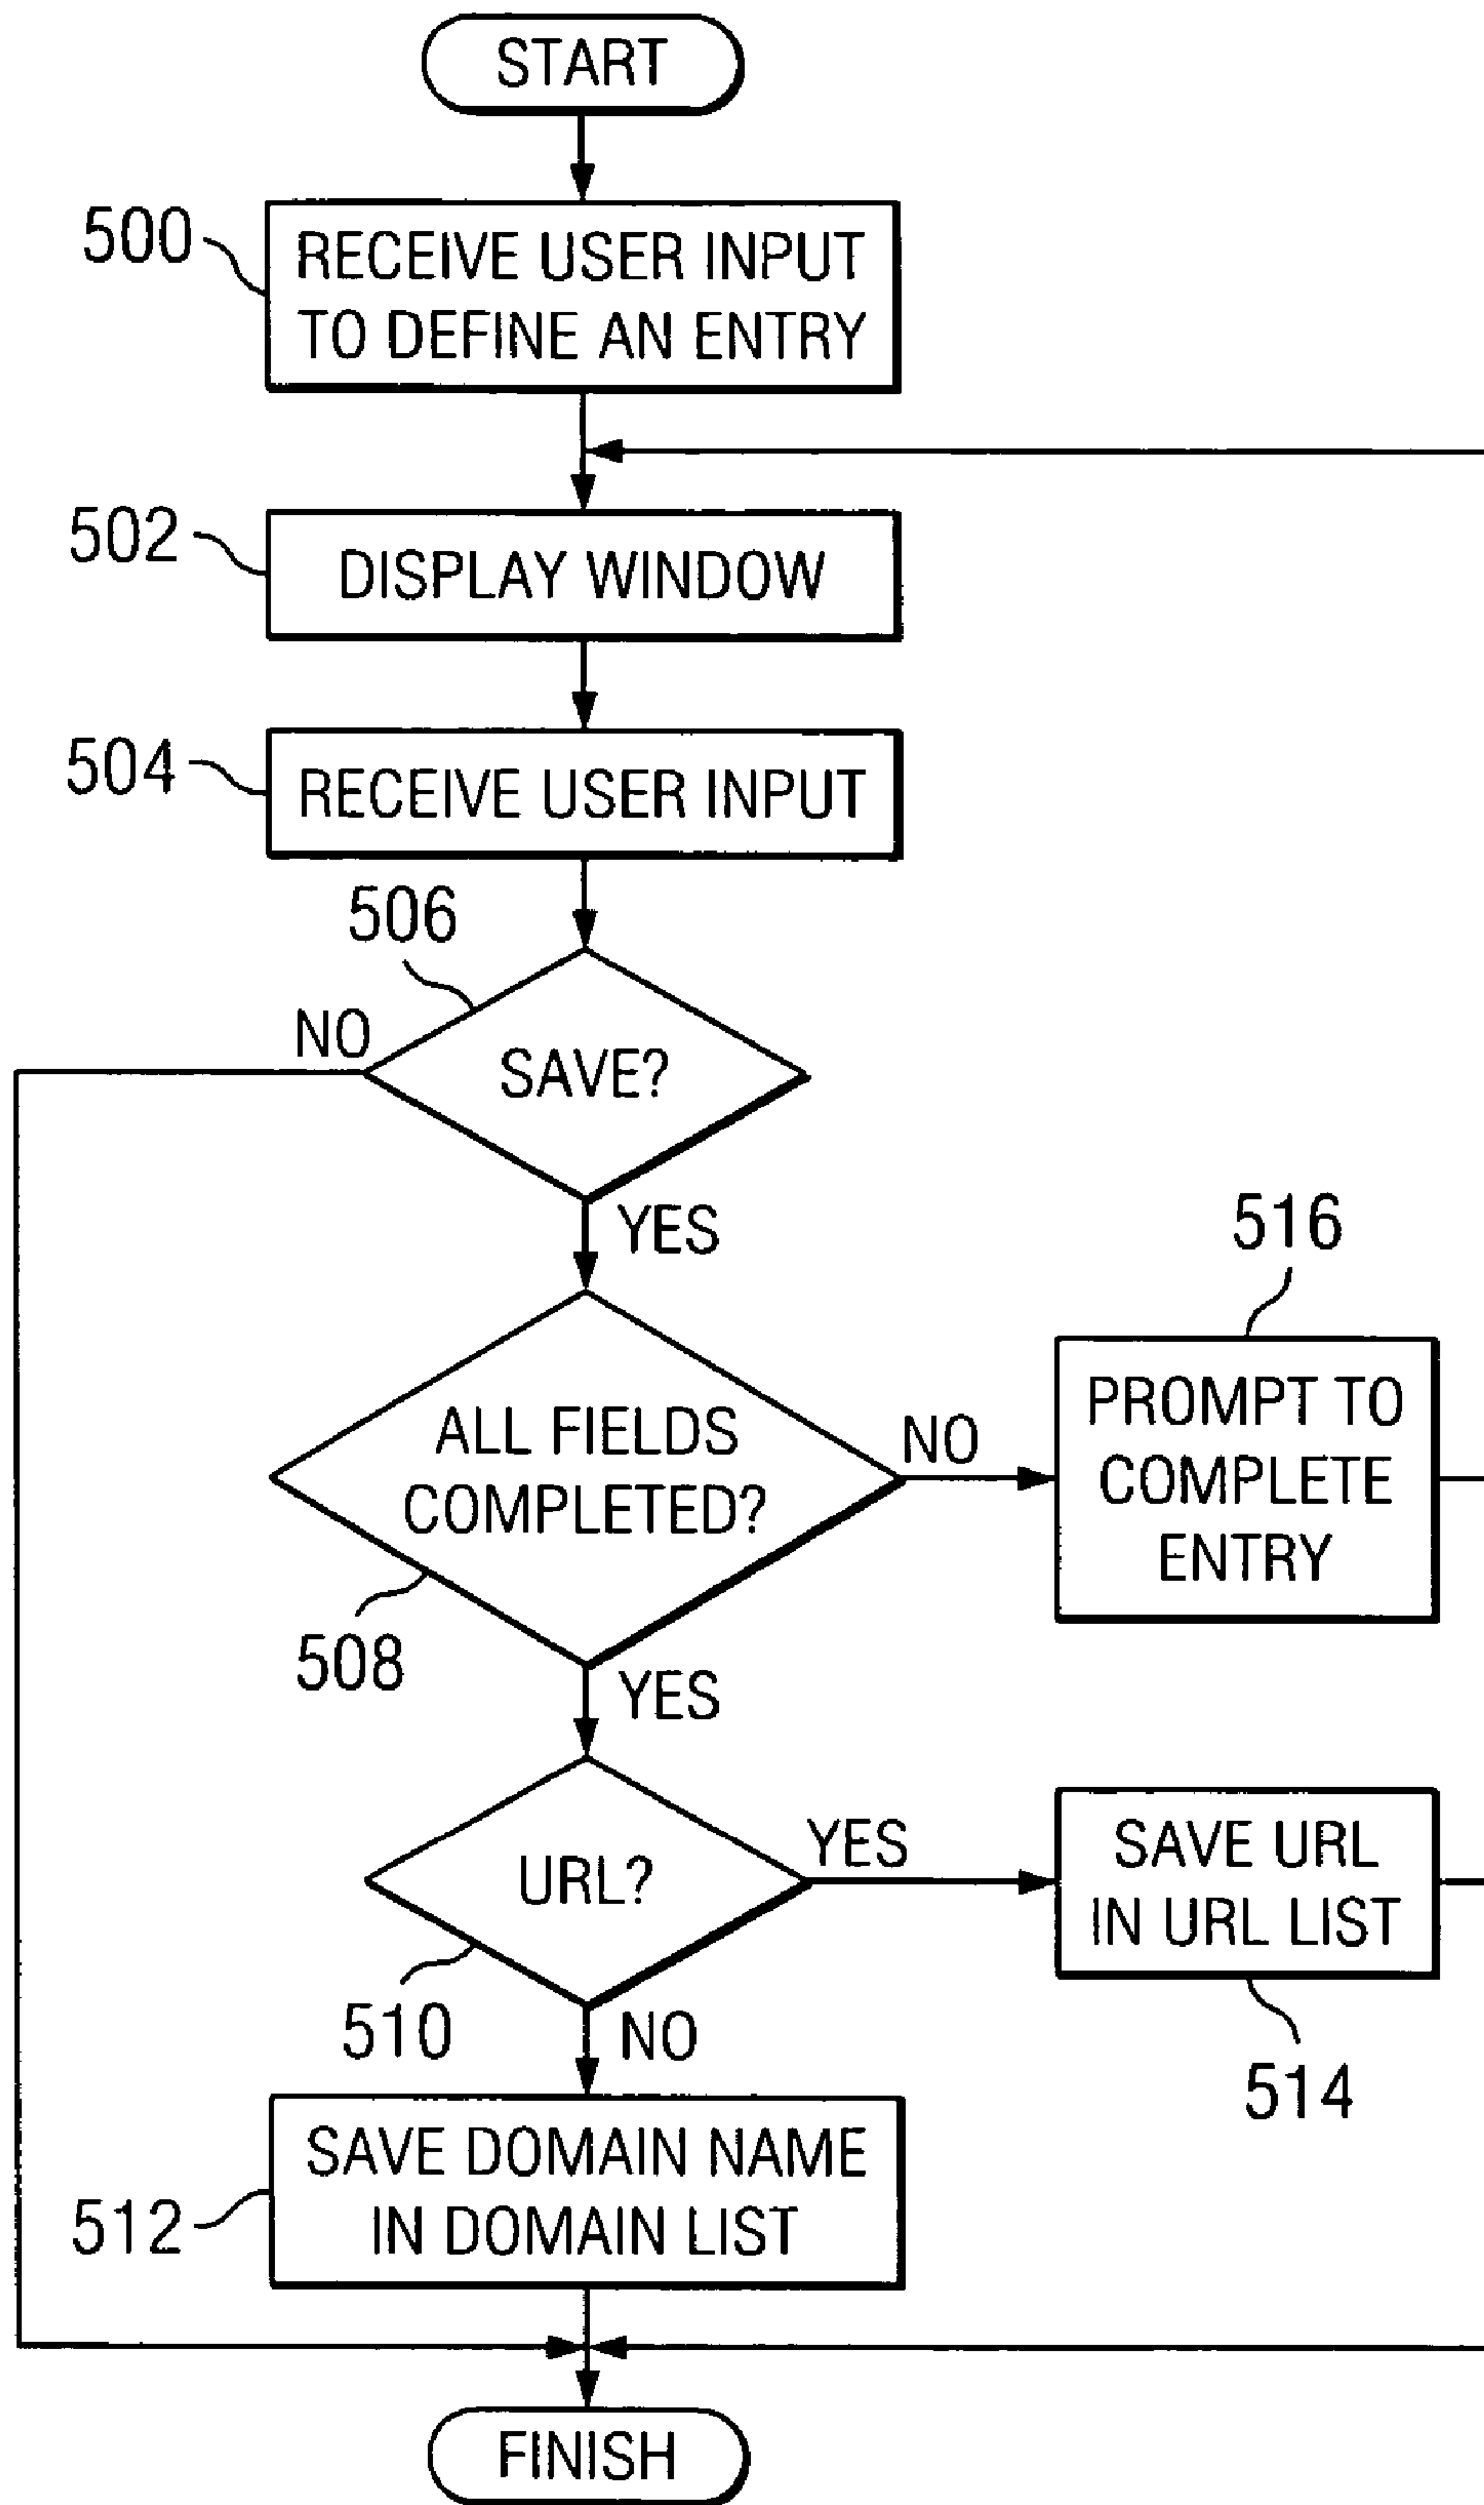 START
500
RECEIVE USER INPUT
TO DEFINE AN ENTRY
502
DISPLAY WINDOW
504
RECEIVE USER INPUT
506
NO
SAVE?
YES
516
ALL FIELDS
COMPLETED?
NO
PROMPT TO
COMPLETE
ENTRY
508
YES
URL?
YES
SAVE URL
IN URL LIST
510
NO
514
512
SAVE DOMAIN NAME
IN DOMAIN LIST
FINISH